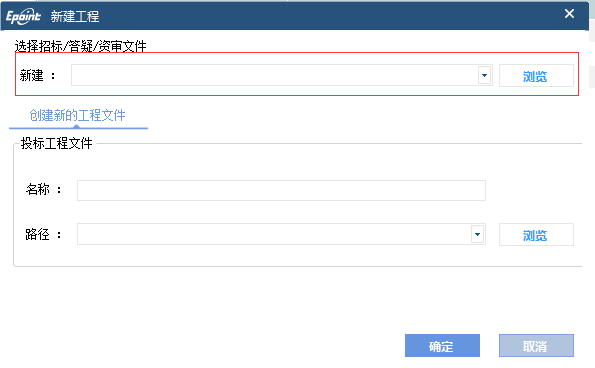 Epoint 新建工程
选择招标/答疑/资审文件
新建 : 浏览
创建新的工程文件
投标工程文件
名称 :
路径 : 浏览
确定 取消